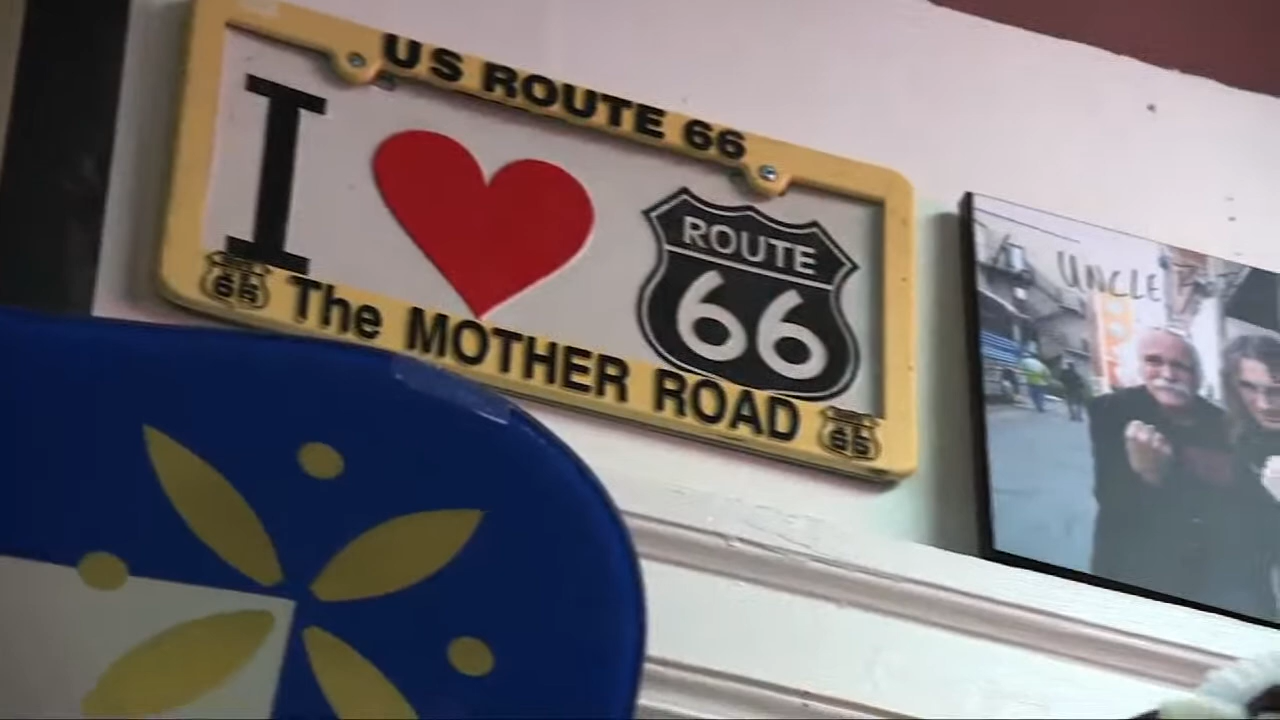 US ROUTE 66
I
ROUTE
66
66
The MOTHER ROAD
66
UNCLE